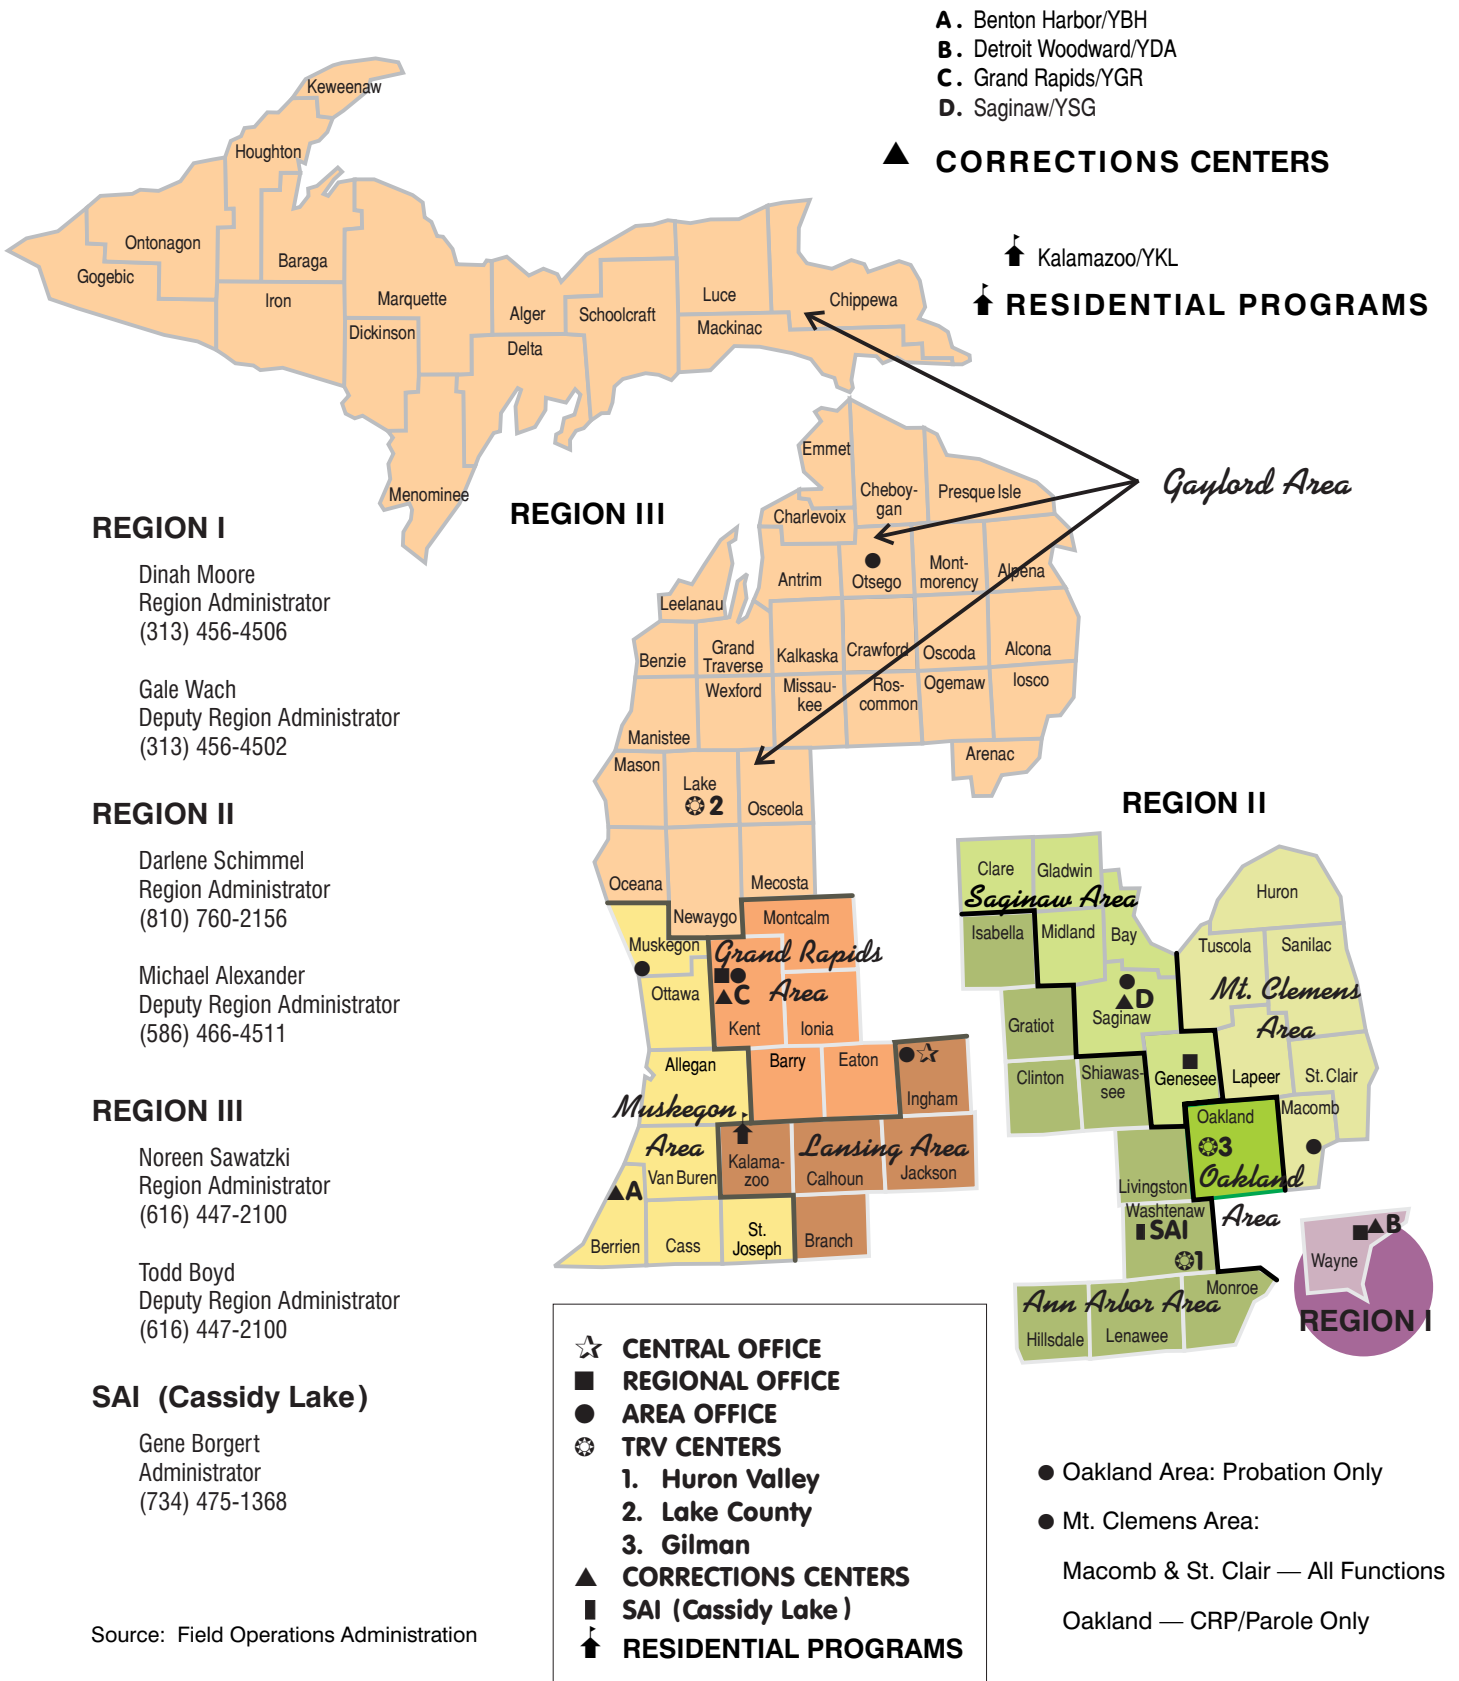 A. Benton Harbor/YBH
B. Detroit Woodward/YDA
C. Grand Rapids/YGR
D. Saginaw/YSG
CORRECTIONS CENTERS
Kalamazoo/YKL
RESIDENTIAL PROGRAMS
Keweenaw
Houghton
Ontonagon
Gogebic
Baraga
Iron
Marquette
Dickinson
Alger
Delta
Schoolcraft
Luce
Mackinac
Chippewa
Menominee
REGION III
Gaylord Area
Emmet
Cheboy-
gan
Presque Isle
Charlevoix
Antrim
Otsego
Mont-
morency
Alpena
Leelanau
Benzie
Grand
Traverse
Kalkaska
Crawford
Oscoda
Alcona
Manistee
Wexford
Missau-
kee
Ros-
common
Ogemaw
Iosco
Arenac
Mason
Lake
2
Osceola
Oceana
Newaygo
Mecosta
REGION I
Dinah Moore
Region Administrator
(313) 456-4506
Gale Wach
Deputy Region Administrator
(313) 456-4502
REGION II
Darlene Schimmel
Region Administrator
(810) 760-2156
Michael Alexander
Deputy Region Administrator
(586) 466-4511
REGION III
Noreen Sawatzki
Region Administrator
(616) 447-2100
Todd Boyd
Deputy Region Administrator
(616) 447-2100
SAI (Cassidy Lake)
Gene Borgert
Administrator
(734) 475-1368
Source: Field Operations Administration
Montcalm
Muskegon
Grand Rapids
Area
C
Ottawa
Kent
Ionia
Allegan
Barry
Eaton
Ingham
Muskegon
Area
Van Buren
A
Kalama-
zoo
Lansing Area
Calhoun
Jackson
Berrien
Cass
St.
Joseph
Branch
REGION II
Clare
Gladwin
Saginaw Area
Isabella
Midland
Bay
Huron
Tuscola
Sanilac
Mt. Clemens
Area
D
Saginaw
Gratiot
Clinton
Shiawas-
see
Genesee
Lapeer
St. Clair
Oakland
Macomb
3
Oakland
Area
Livingston
Washtenaw
SAI
1
B
Wayne
REGION I
Monroe
Ann Arbor Area
Hillsdale
Lenawee
CENTRAL OFFICE
REGIONAL OFFICE
AREA OFFICE
TRV CENTERS
1. Huron Valley
2. Lake County
3. Gilman
CORRECTIONS CENTERS
SAI (Cassidy Lake)
RESIDENTIAL PROGRAMS
Oakland Area: Probation Only
Mt. Clemens Area:
Macomb & St. Clair — All Functions
Oakland — CRP/Parole Only